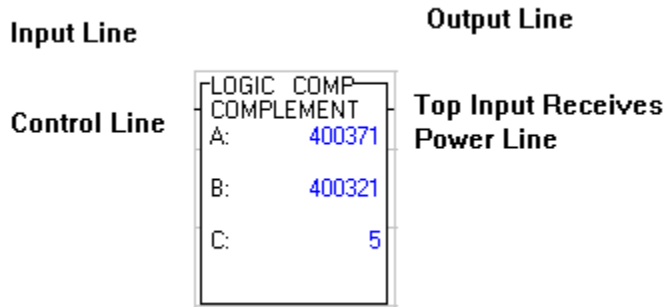 Input Line
Output Line
LOGIC COMP
COMPLEMENT
Control Line
Top Input Receives
Power Line
A: 400371
B: 400321
C: 5